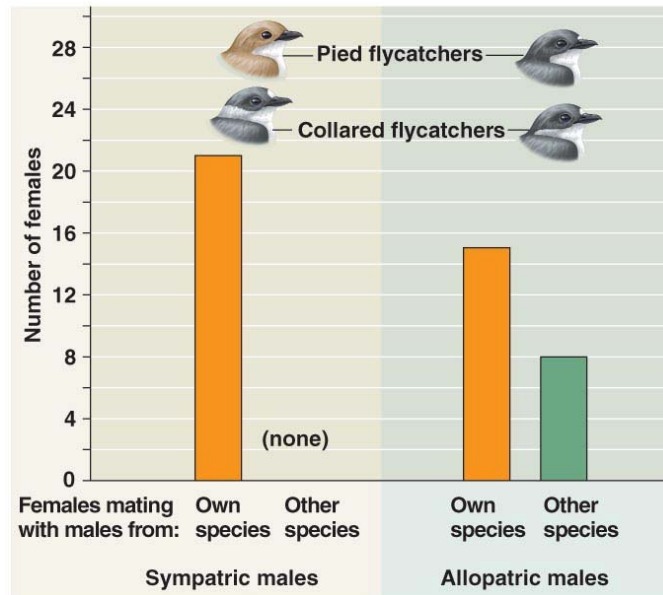 28
24
20
16
12
8
4
0
Number of females
Pied flycatchers
Collared flycatchers
(none)
Females mating
with males from:
Own
species
Other
species
Own
species
Other
species
Sympatric males
Allopatric males